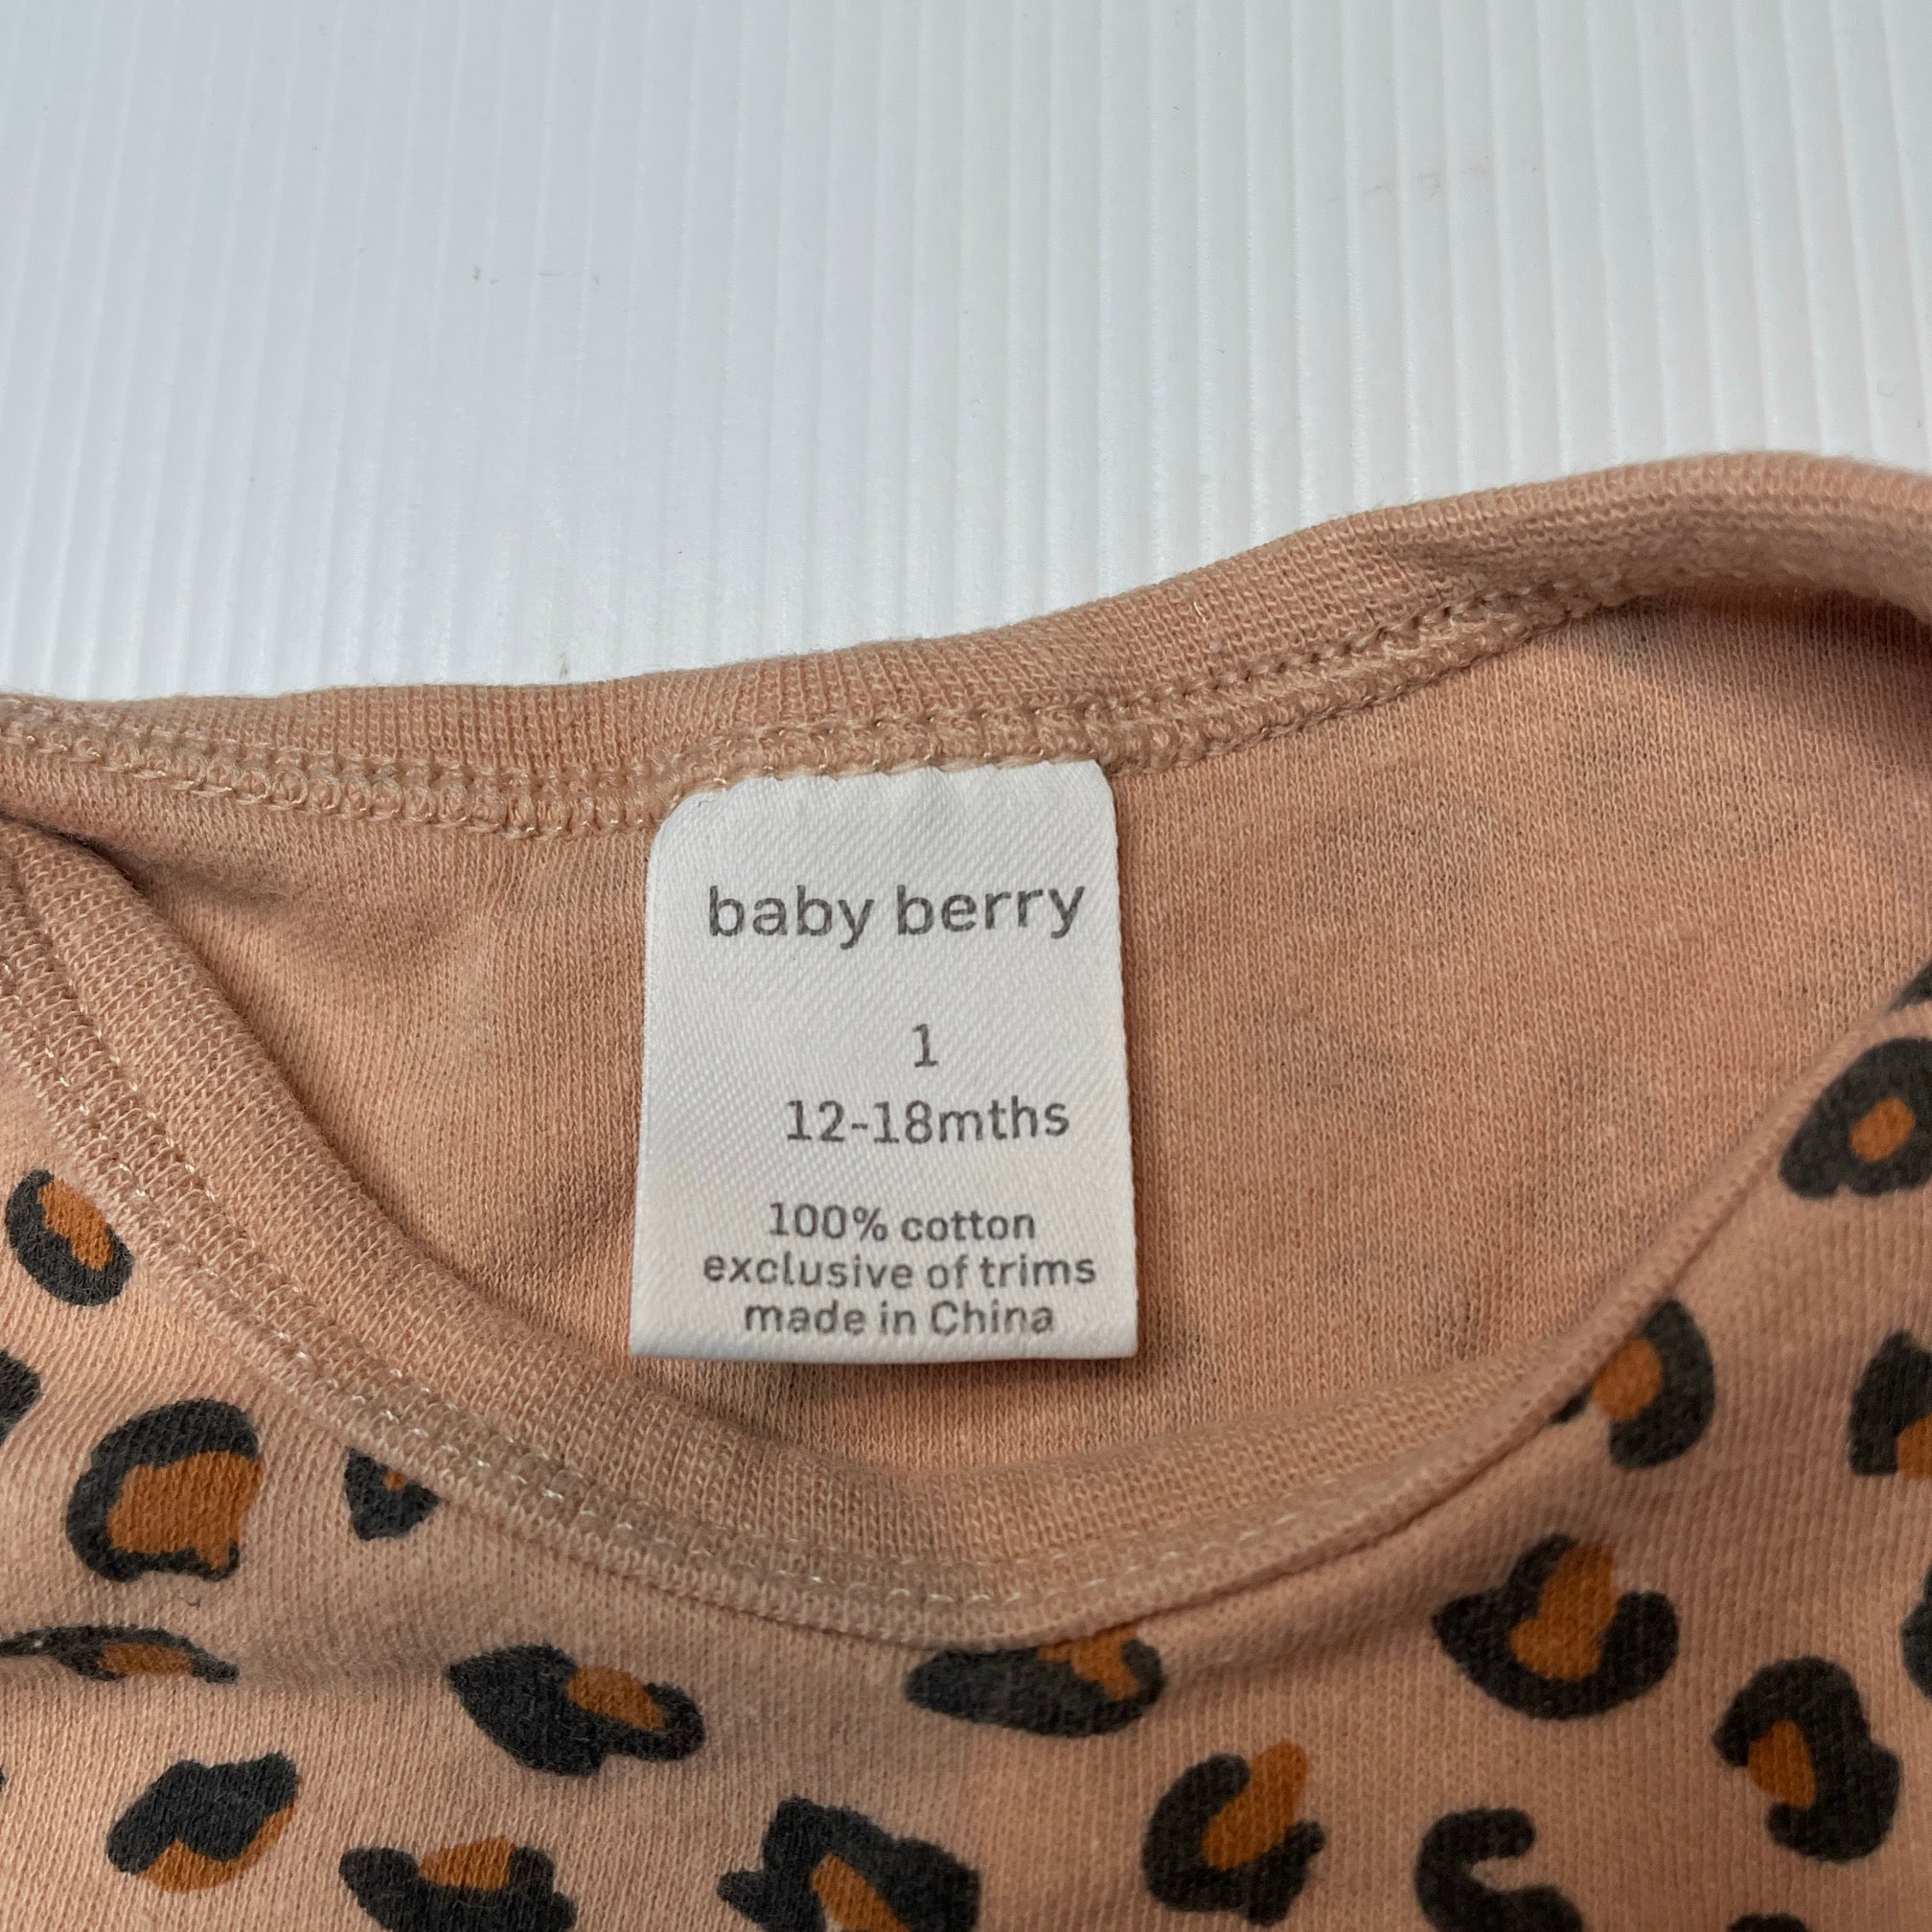 baby berry
1
12-18mths
100% cotton
exclusive of trims
made in China